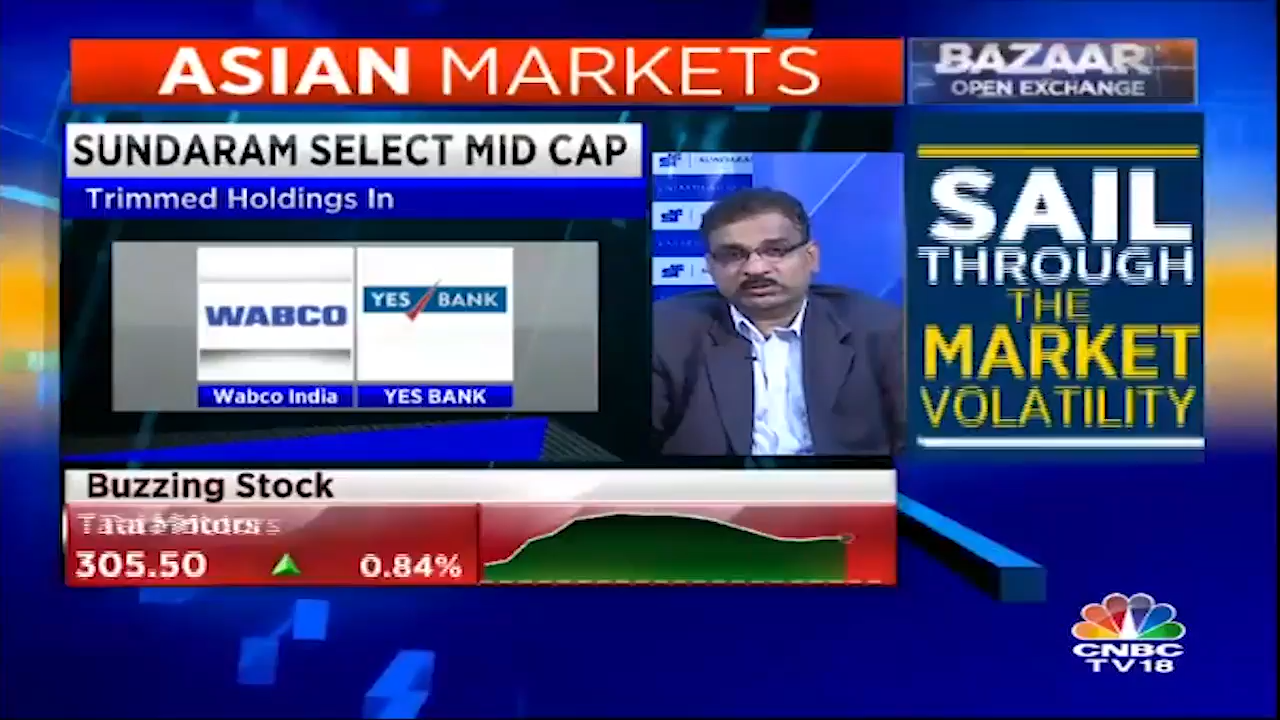 ASIAN MARKETS
BAZAAR
OPEN EXCHANGE
SUNDARAM SELECT MID CAP
Trimmed Holdings In
WABCO
YES BANK
Wabco India
YES BANK
SAIL
THROUGH
THE
MARKET
VOLATILITY
Buzzing Stock
305.50
0.84%
CNBC
TV18